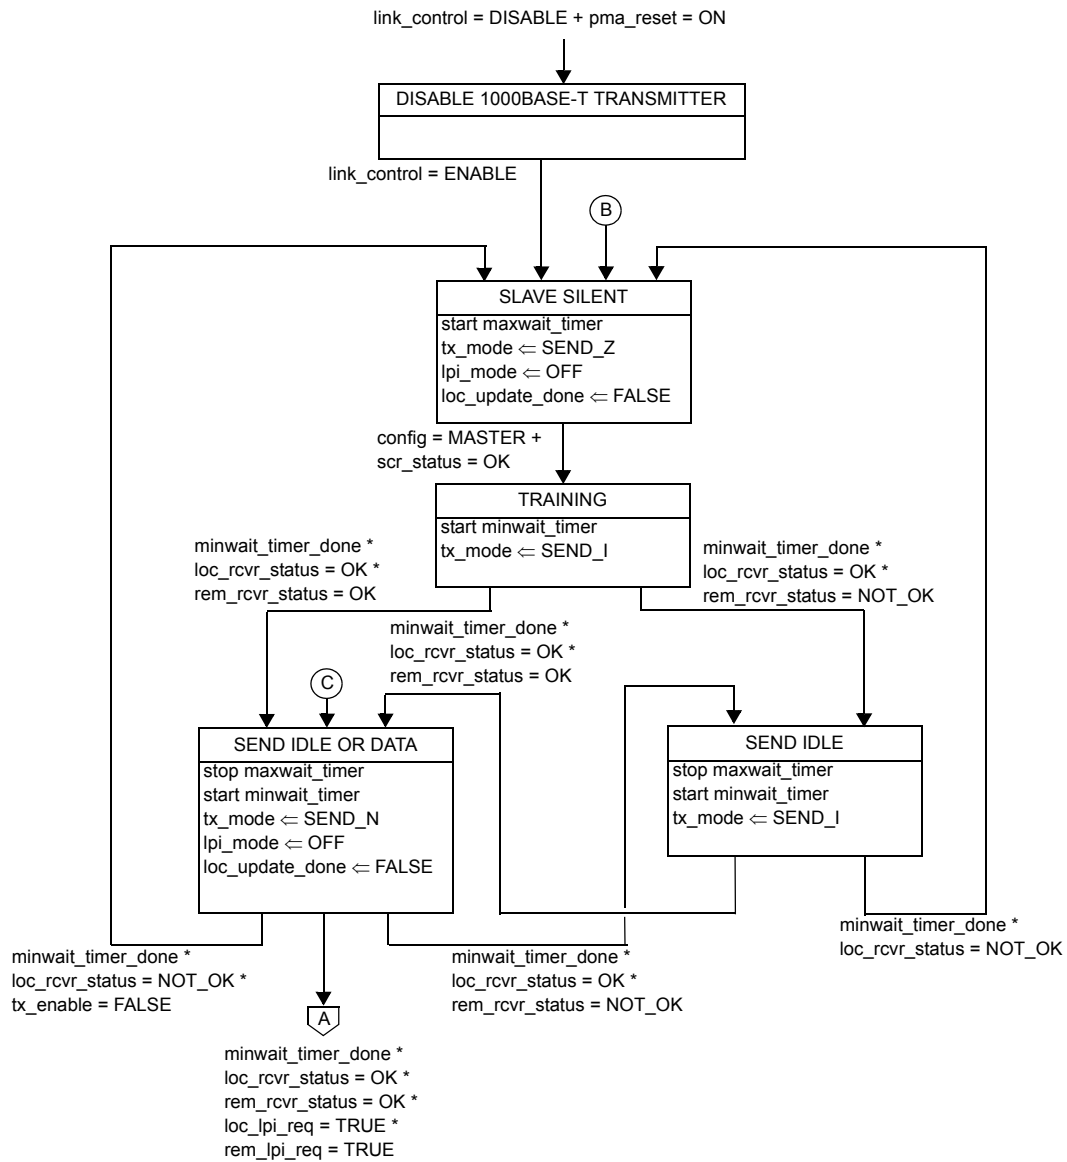 link_control = DISABLE + pma_reset = ON
DISABLE 1000BASE-T TRANSMITTER
link_control = ENABLE
B
SLAVE SILENT
start maxwait_timer
tx_mode ⇐ SEND_Z
lpi_mode ⇐ OFF
loc_update_done ⇐ FALSE
config = MASTER +
scr_status = OK
TRAINING
start minwait_timer
tx_mode ⇐ SEND_I
minwait_timer_done *
loc_rcvr_status = OK *
rem_rcvr_status = OK
minwait_timer_done *
loc_rcvr_status = OK *
rem_rcvr_status = NOT_OK
minwait_timer_done *
loc_rcvr_status = OK *
rem_rcvr_status = OK
C
SEND IDLE OR DATA
stop maxwait_timer
start minwait_timer
tx_mode ⇐ SEND_N
lpi_mode ⇐ OFF
loc_update_done ⇐ FALSE
SEND IDLE
stop maxwait_timer
start minwait_timer
tx_mode ⇐ SEND_I
minwait_timer_done *
loc_rcvr_status = NOT_OK
minwait_timer_done *
loc_rcvr_status = NOT_OK *
tx_enable = FALSE
minwait_timer_done *
loc_rcvr_status = OK *
rem_rcvr_status = NOT_OK
A
minwait_timer_done *
loc_rcvr_status = OK *
rem_rcvr_status = OK *
loc_lpi_req = TRUE *
rem_lpi_req = TRUE